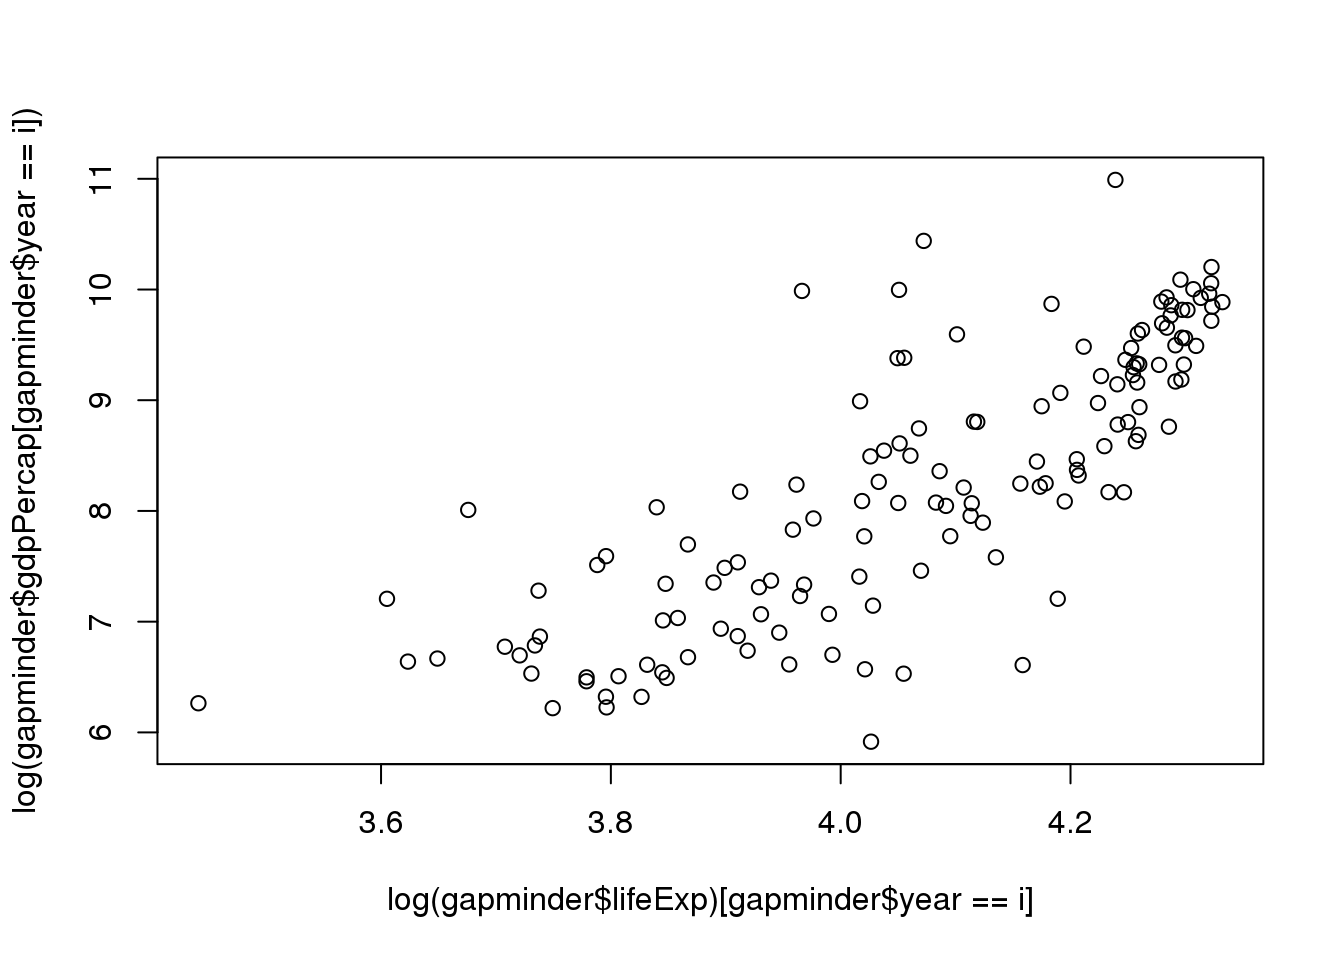 log(gapminder$gdpPercap[gapminder$year == i])
11
10
9
8
7
6
3.6 3.8 4.0 4.2
log(gapminder$lifeExp)[gapminder$year == i]